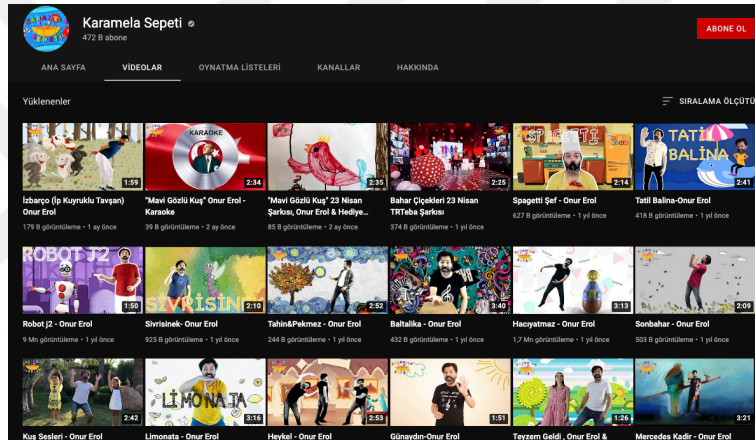 Karamela Sepeti
472 B abone
ABONE OL
ANA SAYFA
VİDEOLAR
OYNATMA LİSTELERİ
KANALLAR
HAKKINDA
Yüklenenler
SIRALAMA ÖLÇÜTÜ
1:59
KARAOKE
2:34
2:35
2:25
SPAGETTİ
2:14
TATİL
BALİNA
2:41
İzbarço (İp Kuyruklu Tavşan)
Onur Erol
179 B görüntüleme • 1 ay önce
"Mavi Gözlü Kuş" Onur Erol -
Karaoke
39 B görüntüleme • 2 ay önce
"Mavi Gözlü Kuş" 23 Nisan
Şarkısı, Onur Erol & Hediye...
85 B görüntüleme • 2 ay önce
Bahar Çiçekleri 23 Nisan
TRTeba Şarkısı
374 B görüntüleme • 1 yıl önce
Spagetti Şef - Onur Erol
627 B görüntüleme • 1 yıl önce
Tatil Balina-Onur Erol
418 B görüntüleme • 1 yıl önce
ROBOT J2
1:50
SİVRİSİNEK
2:10
2:52
3:40
3:13
2:09
Robot j2 - Onur Erol
9 Mn görüntüleme • 1 yıl önce
Sivrisinek- Onur Erol
925 B görüntüleme • 1 yıl önce
Tahin&Pekmez - Onur Erol
244 B görüntüleme • 1 yıl önce
Baltalika - Onur Erol
432 B görüntüleme • 1 yıl önce
Hacıyatmaz - Onur Erol
1,7 Mn görüntüleme • 1 yıl önce
Sonbahar - Onur Erol
503 B görüntüleme • 1 yıl önce
2:42
LİMONATA
3:16
2:53
1:51
1:26
3:21
Kuş Sesleri - Onur Erol
Limonata - Onur Erol
Heykel - Onur Erol
Günaydın-Onur Erol
Teyzem Geldi , Onur Erol &
Mercedes Kadir - Onur Erol